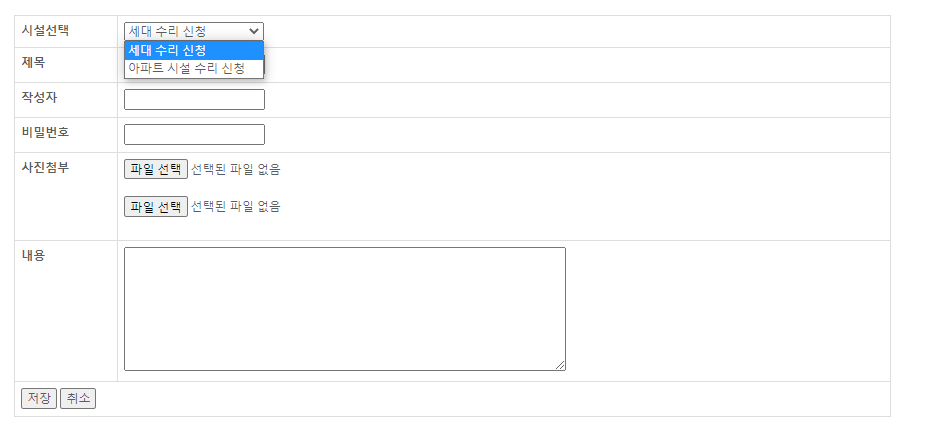 시설선택 세대 수리 신청
세대 수리 신청
제목 아파트 시설 수리 신청
작성자
비밀번호
사진첨부 파일 선택 선택된 파일 없음
파일 선택 선택된 파일 없음
내용
저장 취소